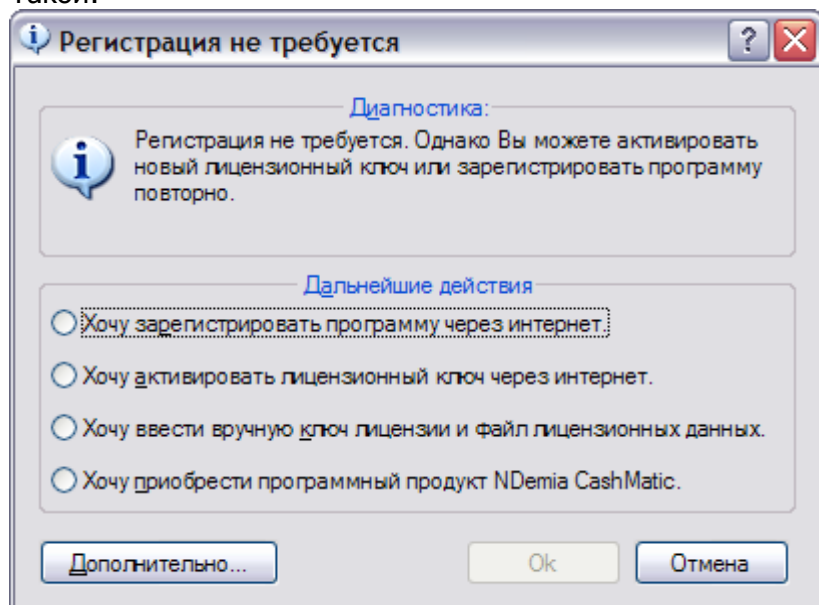 такой:
Регистрация не требуется
Диагностика:
Регистрация не требуется. Однако Вы можете активировать
новый лицензионный ключ или зарегистрировать программу
повторно.
Дальнейшие действия
Хочу зарегистрировать программу через интернет.
Хочу активировать лицензионный ключ через интернет.
Хочу ввести вручную ключ лицензии и файл лицензионных данных.
Хочу приобрести программный продукт NDemia CashMatic.
Дополнительно...
Ok
Отмена